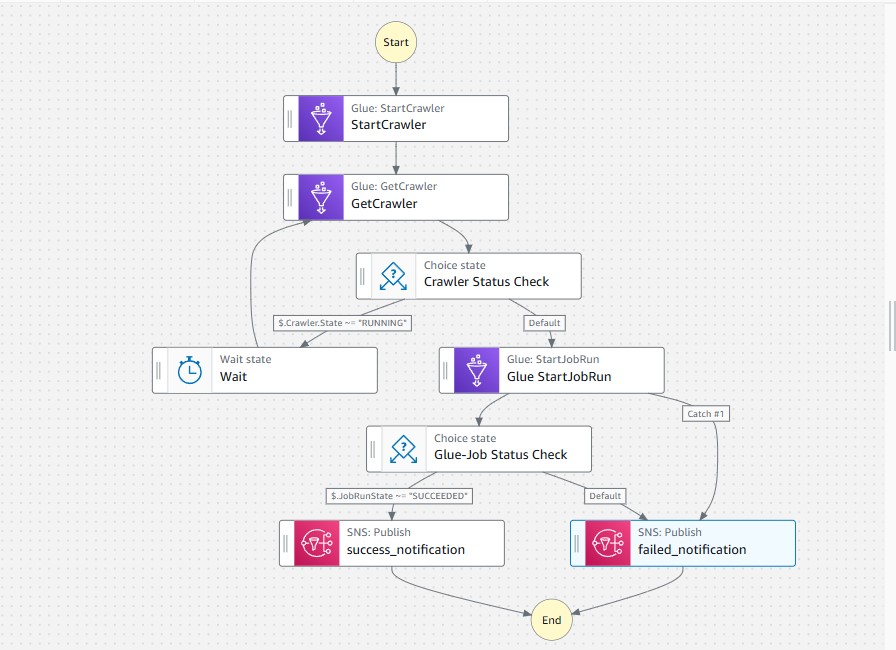 Start
Glue: StartCrawler
StartCrawler
Glue: GetCrawler
GetCrawler
Choice state
Crawler Status Check
$.Crawler.State ~= "RUNNING"
Default
Wait state
Wait
Glue: StartJobRun
Glue StartJobRun
Catch #1
Choice state
Glue-Job Status Check
$.JobRunState ~= "SUCCEEDED"
Default
SNS: Publish
success_notification
SNS: Publish
failed_notification
End